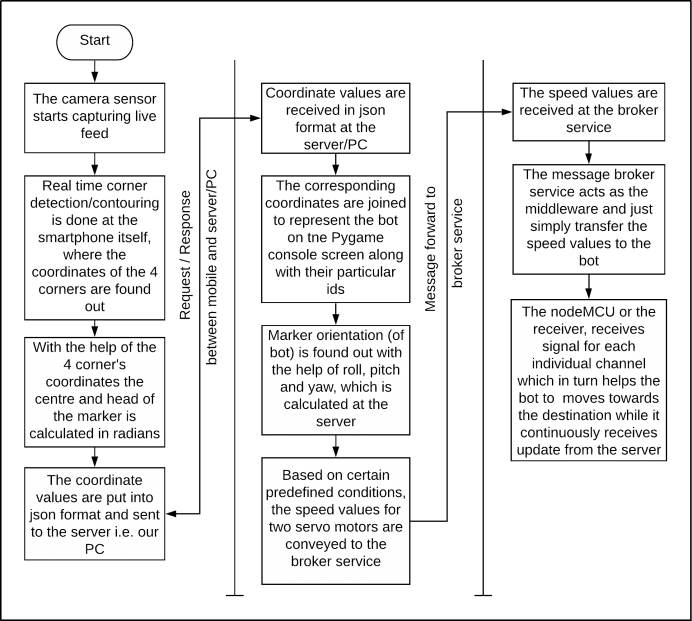 Start
The camera sensor
starts capturing live
feed
Real time corner
detection/contouring
is done at the
smartphone itself,
where the
coordinates of the 4
corners are found
out
With the help of the
4 corner's
coordinates the
centre and head of
the marker is
calculated in radians
The coordinate
values are put into
json format and sent
to the server i.e. our
PC
Request / Response
between mobile and server/PC
Coordinate values are
received in json
format at the
server/PC
The corresponding
coordinates are joined
to represent the bot
on tne Pygame
console screen along
with their particular
ids
Marker orientation (of
bot) is found out with
the help of roll, pitch
and yaw, which is
calculated at the
server
Based on certain
predefined conditions,
the speed values for
two servo motors are
conveyed to the
broker service
Message forward to
broker service
The speed values are
received at the broker
service
The message broker
service acts as the
middleware and just
simply transfer the
speed values to the
bot
The nodeMCU or the
receiver, receives
signal for each
individual channel
which in turn helps the
bot to  moves towards
the destination while it
continuously receives
update from the server